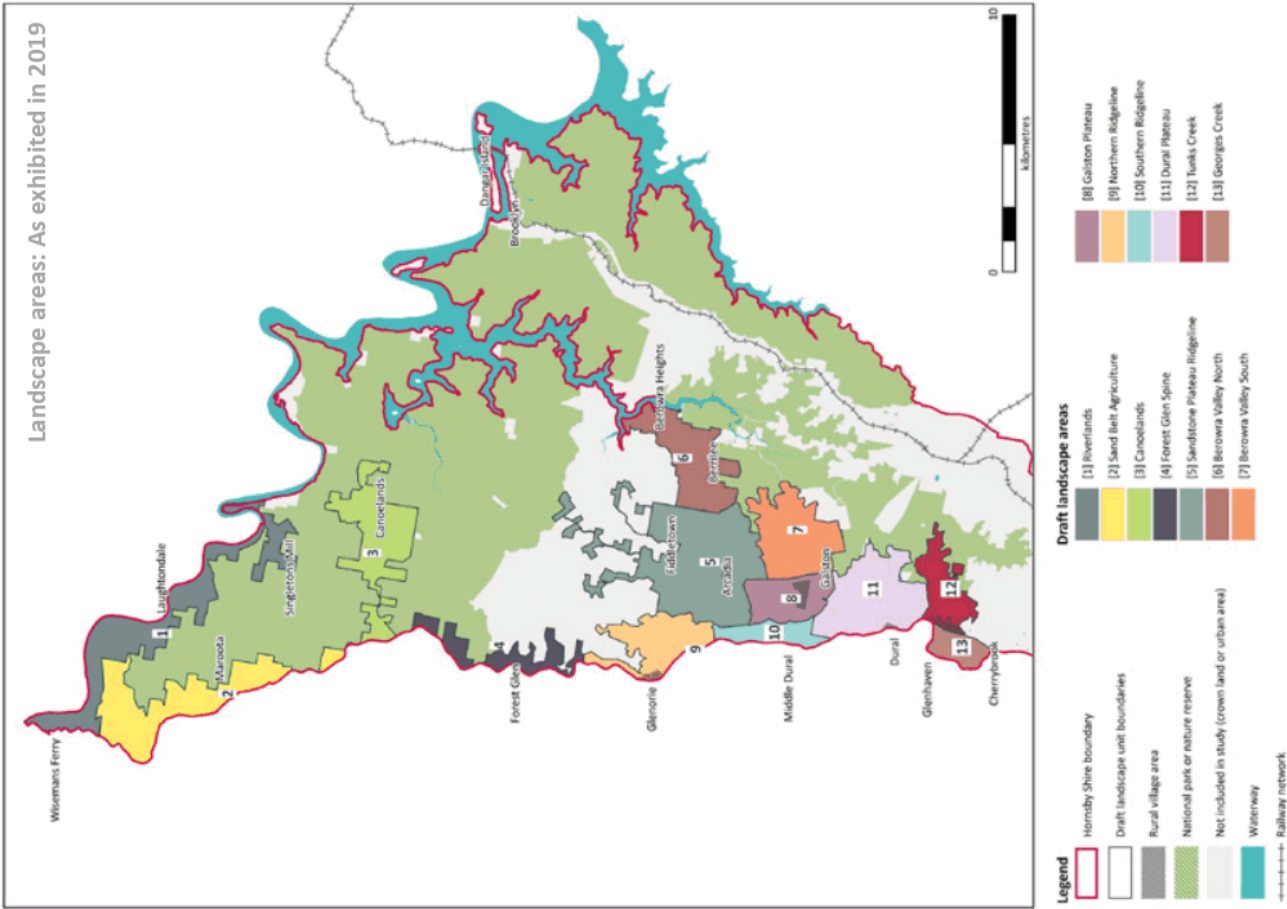 Landscape areas: As exhibited in 2019
Wisemans Ferry
Laughtondale
1
Singletons Mill
Maroota
2
Canoelands
3
Forest Glen
4
Glenorie
9
Fiddletown
5
Arcadia
6
Berrilee
Berowra Heights
Dangar Island
Brooklyn
7
Galston
8
10
Middle Dural
11
Dural
12
Glenhaven
13
Cherrybrook
0
10
kilometres
Legend
Hornsby Shire boundary
Draft landscape unit boundaries
Rural village area
National park or nature reserve
Not included in study (crown land or urban area)
Waterway
Railway network
Draft landscape areas
[1] Riverlands
[2] Sand Belt Agriculture
[3] Canoelands
[4] Forest Glen Spine
[5] Sandstone Plateau Ridgeline
[6] Berowra Valley North
[7] Berowra Valley South
[8] Galston Plateau
[9] Northern Ridgeline
[10] Southern Ridgeline
[11] Dural Plateau
[12] Tunks Creek
[13] Georges Creek